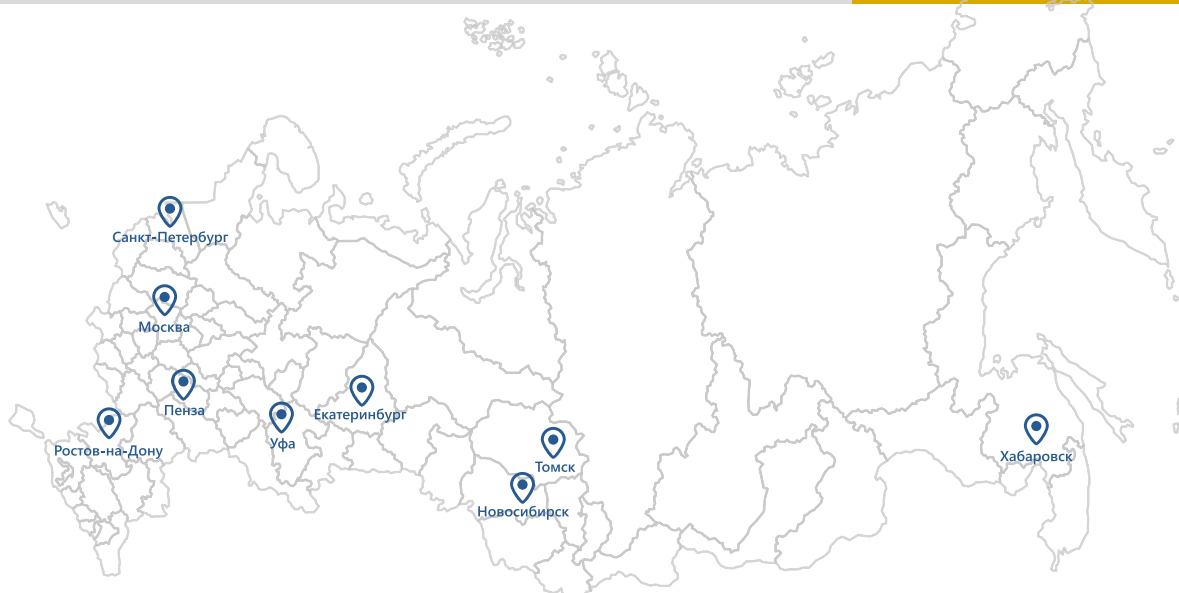 Санкт-Петербург
Москва
Пенза
Екатеринбург
Ростов-на-Дону
Уфа
Томск
Хабаровск
Новосибирск